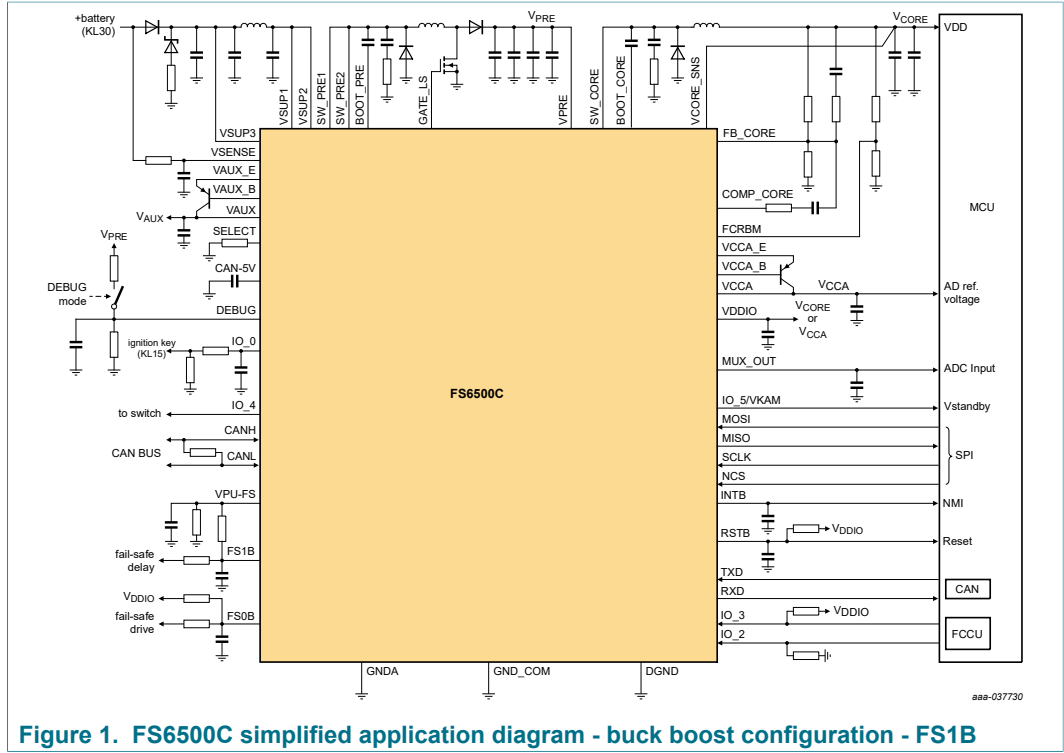 +battery
(KL30)
VSUP1
VSUP2
SW_PRE1
SW_PRE2
BOOT_PRE
GATE_LS
VPRE
VPRE
SW_CORE
BOOT_CORE
VCORE_SNS
VCORE
VDD
VSUP3
VSENSE
VAUX_E
VAUX_B
VAUX
VAUX
SELECT
VPRE
CAN-5V
DEBUG
mode
DEBUG
ignition key
(KL15)
IO_0
to switch
IO_4
CANH
CAN BUS
CANL
VPU-FS
fail-safe
delay
FS1B
VDDIO
fail-safe
drive
FS0B
FS6500C
GNDA
GND_COM
DGND
FB_CORE
COMP_CORE
FCRBM
VCCA_E
VCCA_B
VCCA
VCCA
VDDIO
VCORE
or
VCCA
MUX_OUT
IO_5/VKAM
MOSI
MISO
SCLK
NCS
INTB
RSTB
VDDIO
TXD
RXD
IO_3
VDDIO
IO_2
MCU
AD ref.
voltage
ADC Input
Vstandby
SPI
NMI
Reset
CAN
FCCU
aaa-037730
Figure 1. FS6500C simplified application diagram - buck boost configuration - FS1B